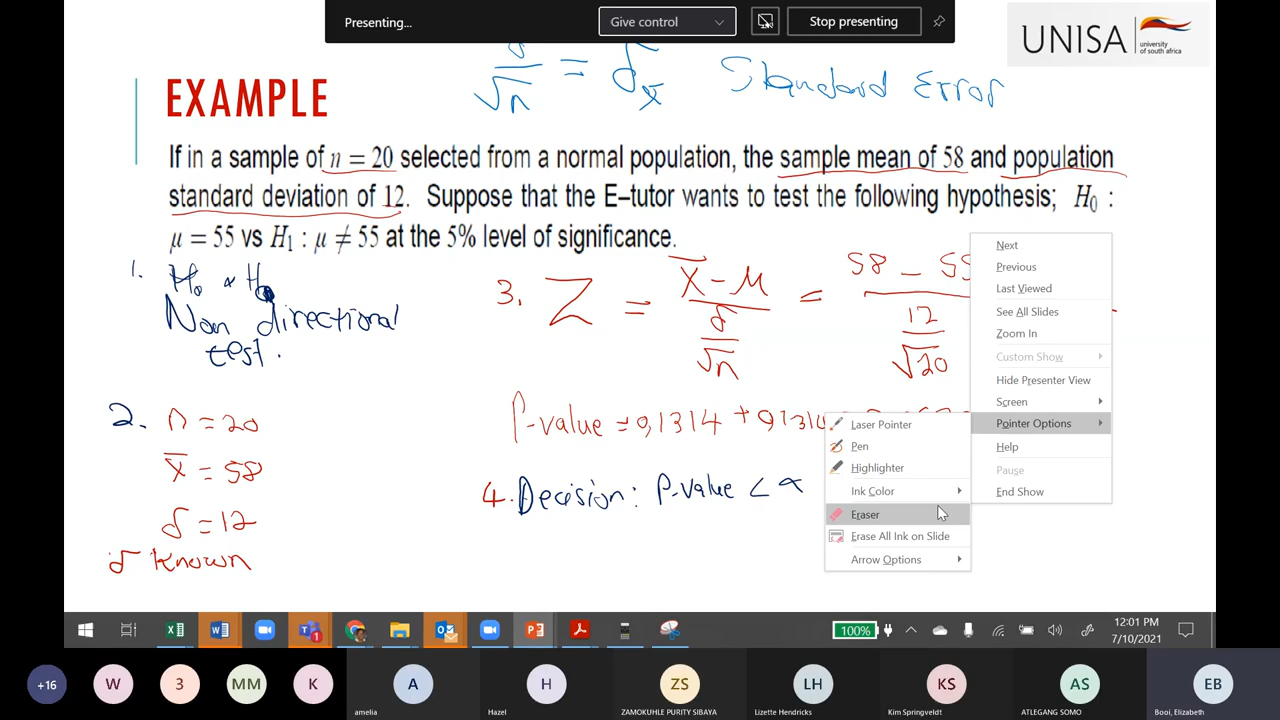 Presenting...
Give control
Stop presenting
UNISA
university
of south africa
√n = σx̄ Standard Error
EXAMPLE
If in a sample of n = 20 selected from a normal population, the sample mean of 58 and population
standard deviation of 12. Suppose that the E–tutor wants to test the following hypothesis; H₀ :
μ = 55 vs H₁ : μ ≠ 55 at the 5% level of significance.
1. H₀
Non directional
test.
2. n = 20
x̄ = 58
σ = 12
σ Known
3. Z = x̄ − μ = 58 −
σ 12
√n √20
P-value = 0,1314 +
4. Decision: P-value < α
Next
Previous
Last Viewed
See All Slides
Zoom In
Custom Show
Hide Presenter View
Screen
Pointer Options
Help
Pause
End Show
Laser Pointer
Pen
Highlighter
Ink Color
Eraser
Erase All Ink on Slide
Arrow Options
100%
12:01 PM
7/10/2021
+16
W
3
MM
K
A
amelia
H
Hazel
ZS
ZAMOKUHLE PURITY SIBAYA
LH
Lizette Hendricks
KS
Kim Springveldt
AS
ATLEGANG SOMO
EB
Booi, Elizabeth